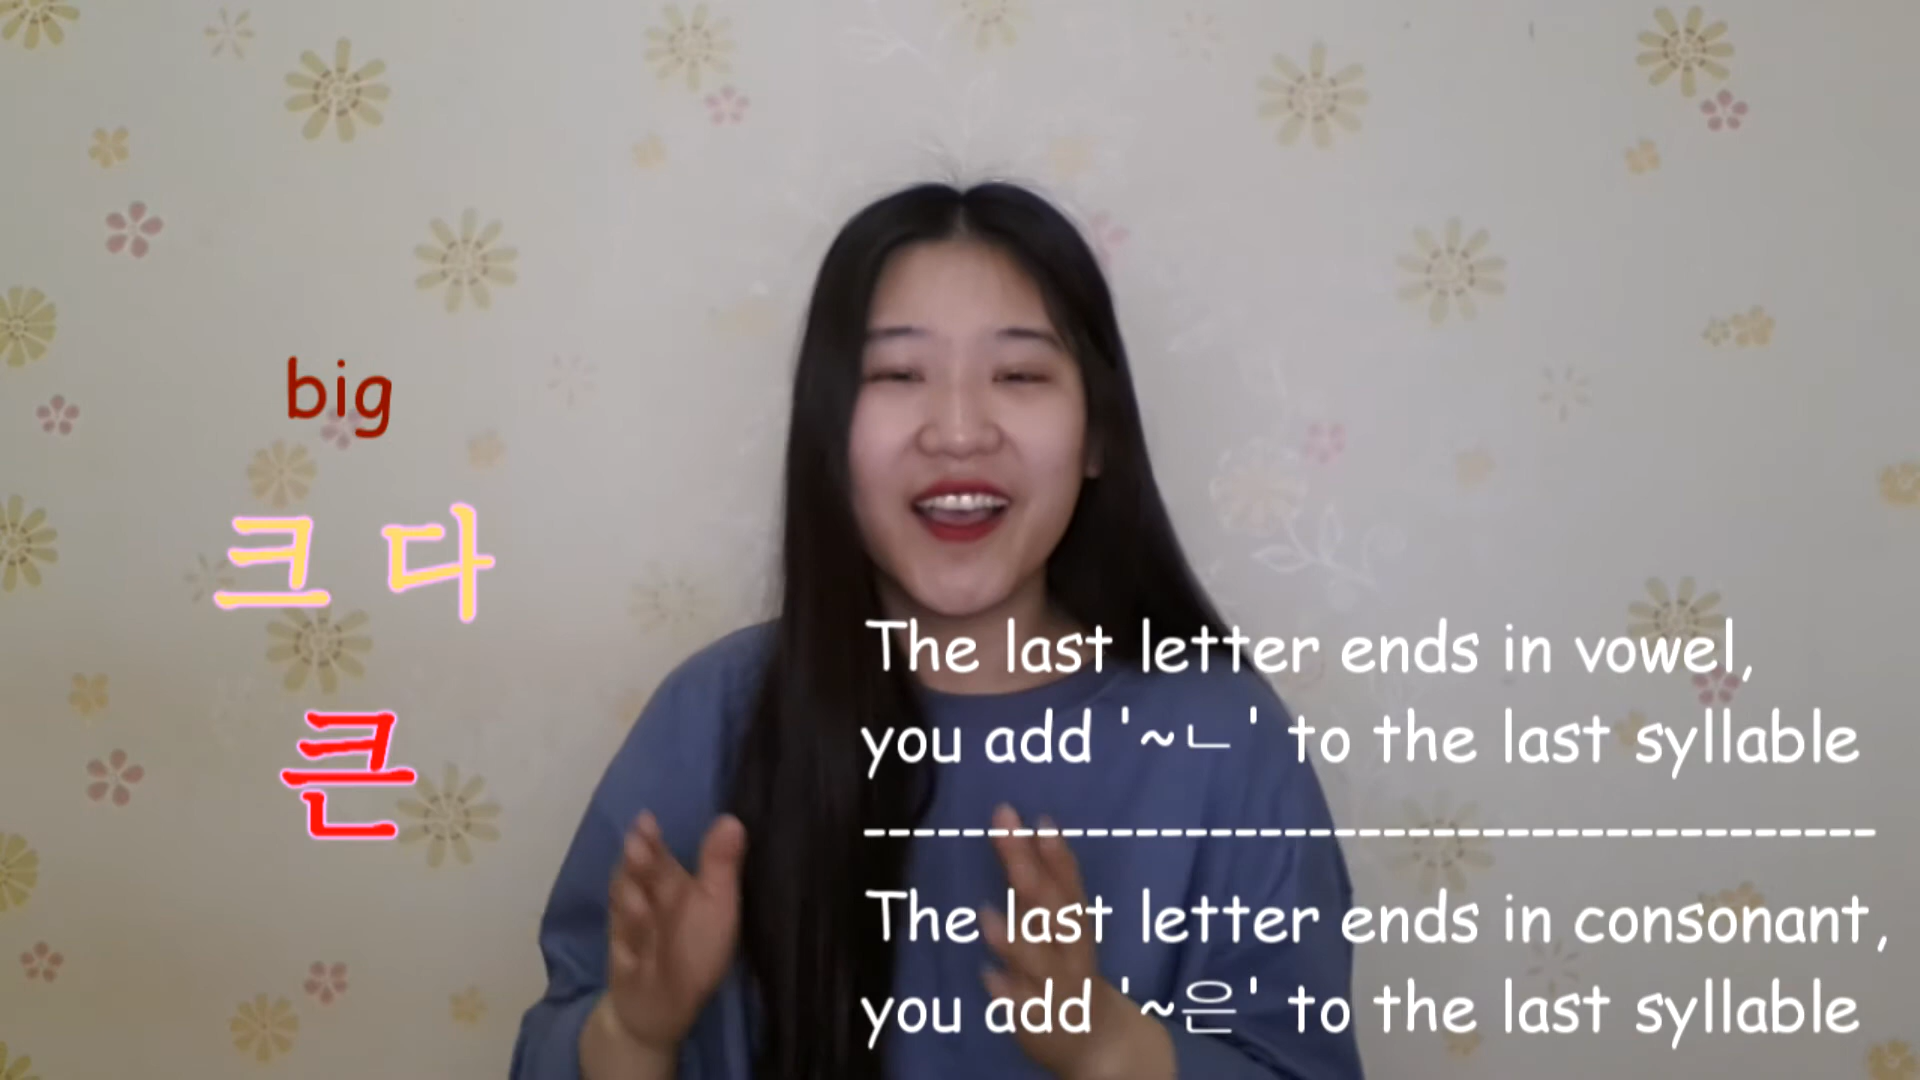 big
크다
큰
The last letter ends in vowel,
you add '~ㄴ' to the last syllable
-----------------------------------------
The last letter ends in consonant,
you add '~은' to the last syllable